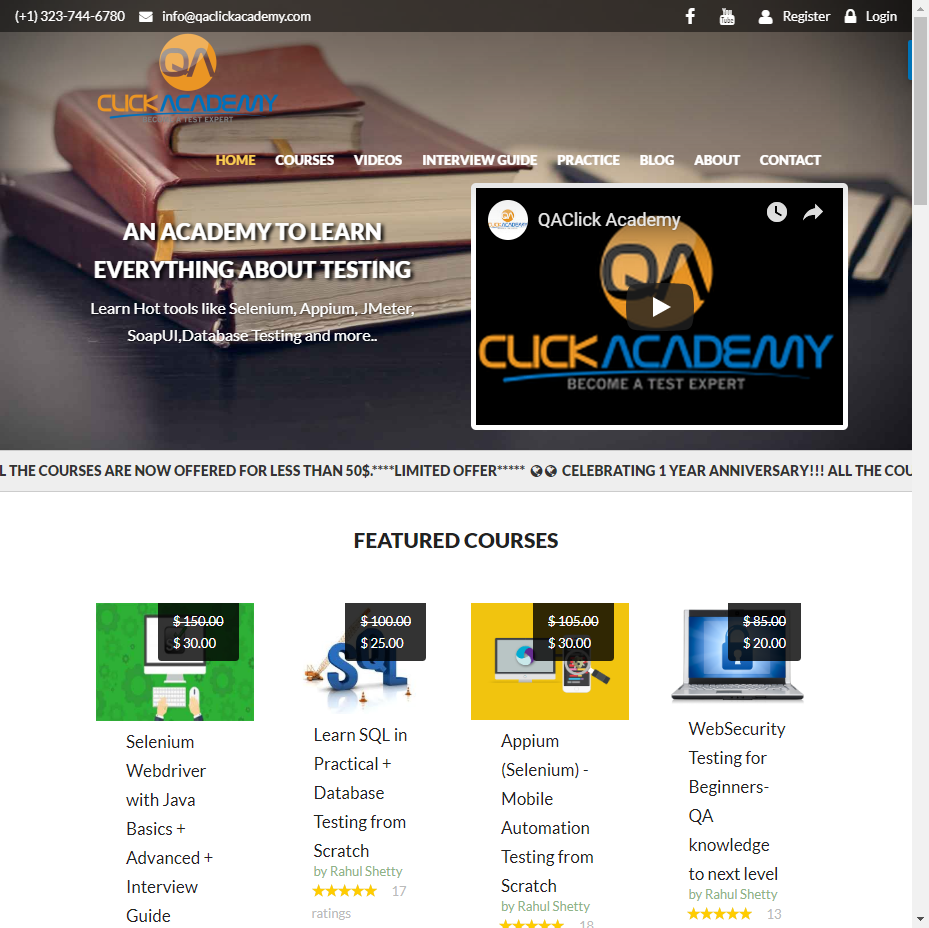 (+1) 323-744-6780 info@qaclickacademy.com Register Login
QA
CLICKACADEMY
BECOME A TEST EXPERT
HOME COURSES VIDEOS INTERVIEW GUIDE PRACTICE BLOG ABOUT CONTACT
AN ACADEMY TO LEARN
EVERYTHING ABOUT TESTING
Learn Hot tools like Selenium, Appium, JMeter,
SoapUI,Database Testing and more..
QAClick Academy
QA
CLICKACADEMY
BECOME A TEST EXPERT
L THE COURSES ARE NOW OFFERED FOR LESS THAN 50$.****LIMITED OFFER***** CELEBRATING 1 YEAR ANNIVERSARY!!! ALL THE COU
FEATURED COURSES
$ 150.00
$ 30.00
Selenium
Webdriver
with Java
Basics +
Advanced +
Interview
Guide
$ 100.00
$ 25.00
SQL
Learn SQL in
Practical +
Database
Testing from
Scratch
by Rahul Shetty
17
ratings
$ 105.00
$ 30.00
Appium
(Selenium) -
Mobile
Automation
Testing from
Scratch
by Rahul Shetty
18
$ 85.00
$ 20.00
WebSecurity
Testing for
Beginners-
QA
knowledge
to next level
by Rahul Shetty
13